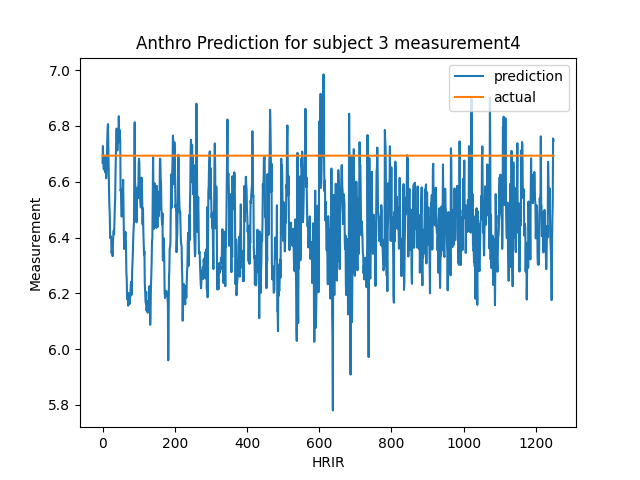 Anthro Prediction for subject 3 measurement4
7.0
6.8
6.6
6.4
6.2
6.0
5.8
Measurement
0
200
400
600
800
1000
1200
HRIR
prediction
actual